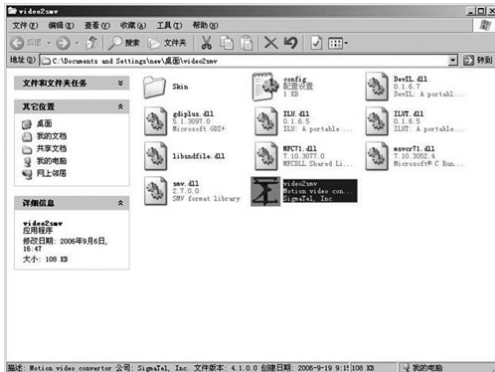 video2smv
文件(F) 编辑(E) 查看(V) 收藏(A) 工具(T) 帮助(H)
后退 搜索 文件夹
地址(D) C:\Documents and Settings\new\桌面\video2smv 转到
文件和文件夹任务
其它位置
桌面
我的文档
共享文档
我的电脑
网上邻居
详细信息
video2smv
应用程序
修改日期: 2006年9月6日,
16:47
大小: 108 KB
Skin
config
配置设置
1 KB
DevIL.dll
0.1.6.7
DevIL: A portabl...
gdiplus.dll
5.1.3097.0
Microsoft GDI+
ILU.dll
0.1.6.5
ILU: A portable ...
ILUT.dll
0.1.6.5
ILUT: A portable ...
libsndfile.dll
MFC71.dll
7.10.3077.0
MFCDLL Shared Li...
msvcr71.dll
7.10.3052.4
Microsoft® C Run...
smv.dll
2.7.0.0
SMV format library
video2smv
Motion video con...
SigmaTel, Inc.
描述: Motion video convertor 公司: SigmaTel, Inc. 文件版本: 4.1.0.0 创建日期: 2006-9-19 9:15 108 KB 我的电脑